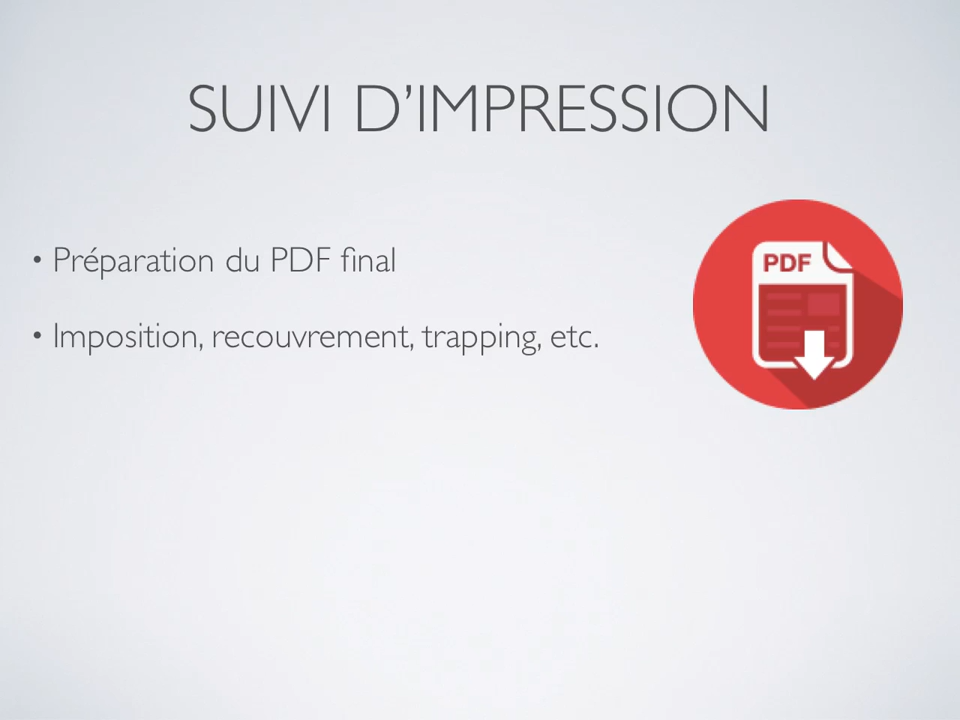 SUIVI D’IMPRESSION
• Préparation du PDF final
• Imposition, recouvrement, trapping, etc.
PDF